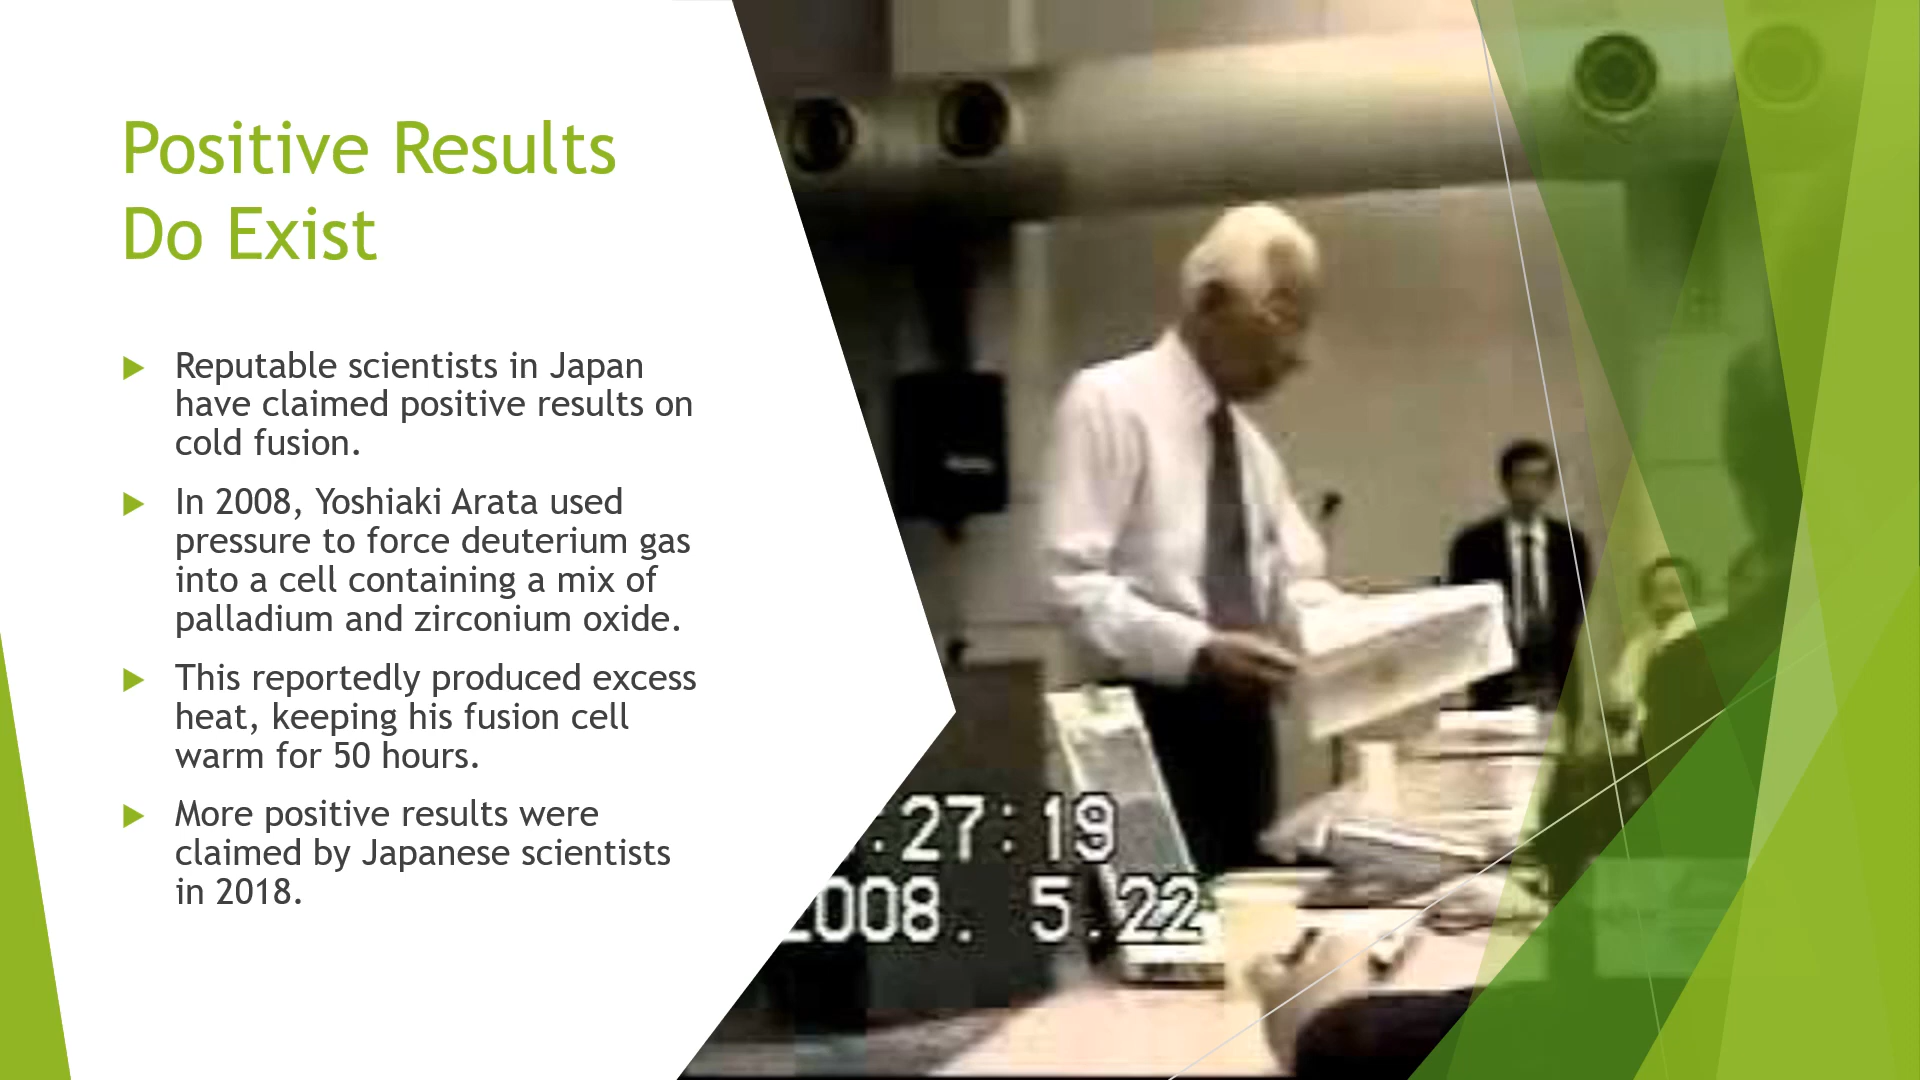 Positive Results
Do Exist
Reputable scientists in Japan
have claimed positive results on
cold fusion.
In 2008, Yoshiaki Arata used
pressure to force deuterium gas
into a cell containing a mix of
palladium and zirconium oxide.
This reportedly produced excess
heat, keeping his fusion cell
warm for 50 hours.
More positive results were
claimed by Japanese scientists
in 2018.
:27:19
2008. 5.22